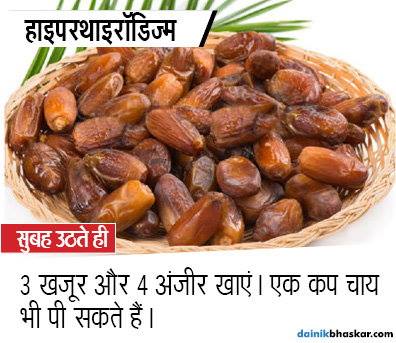 हाइपरथाइरॉडिज्म
सुबह उठते ही
3 खजूर और 4 अंजीर खाएं। एक कप चाय
भी पी सकते हैं।
dainikbhaskar.com